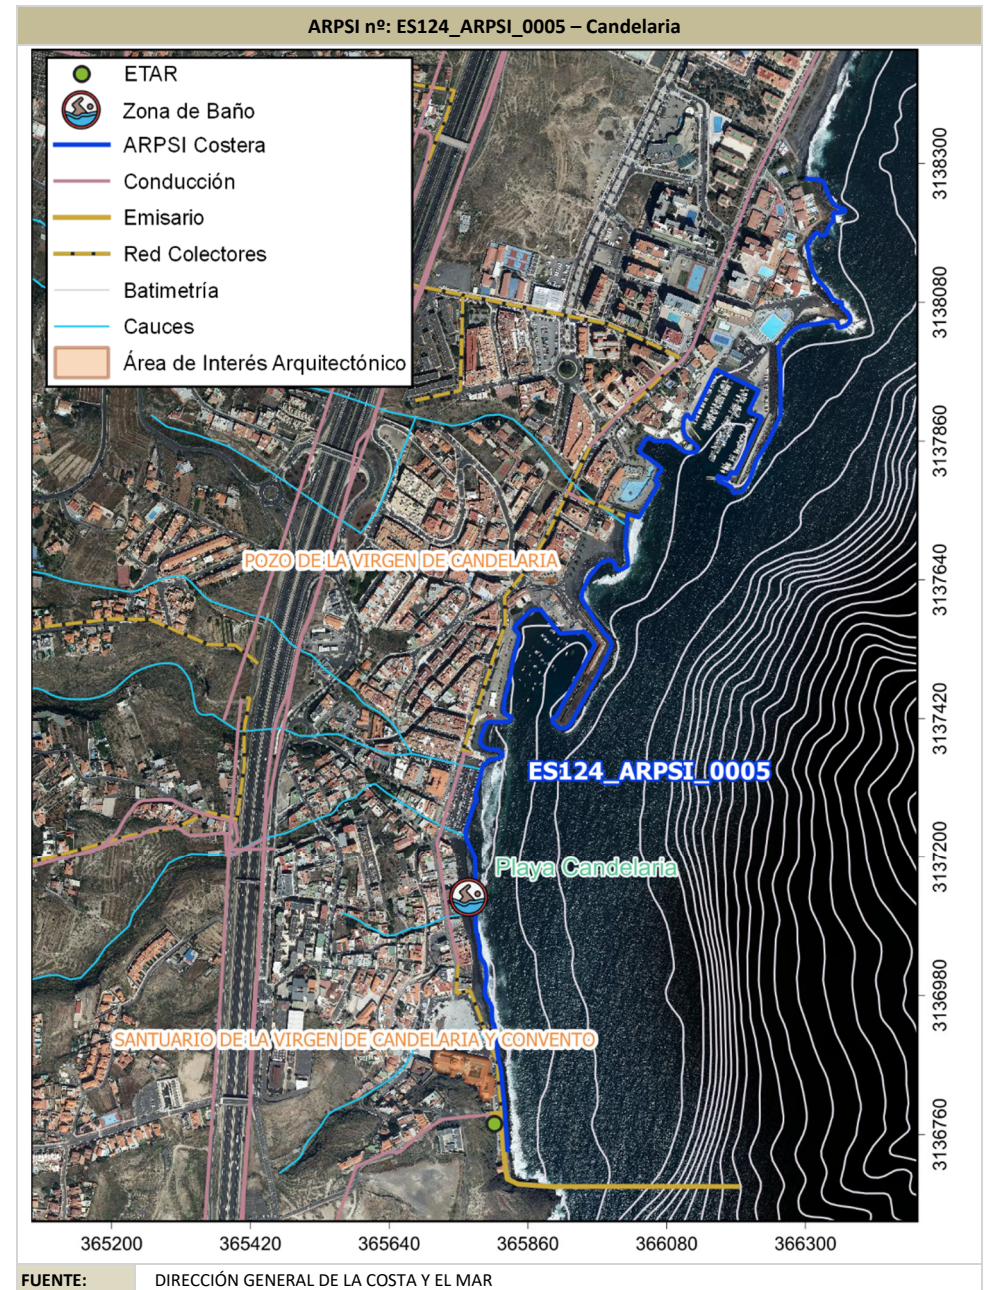 ARPSI nº: ES124_ARPSI_0005 – Candelaria
ETAR
Zona de Baño
ARPSI Costera
Conducción
Emisario
Red Colectores
Batimetría
Cauces
Área de Interés Arquitectónico
POZO DE LA VIRGEN DE CANDELARIA
ES124_ARPSI_0005
Playa Candelaria
SANTUARIO DE LA VIRGEN DE CANDELARIA Y CONVENTO
3138300
3138080
3137860
3137640
3137420
3137200
3136980
3136760
365200 365420 365640 365860 366080 366300
FUENTE: DIRECCIÓN GENERAL DE LA COSTA Y EL MAR